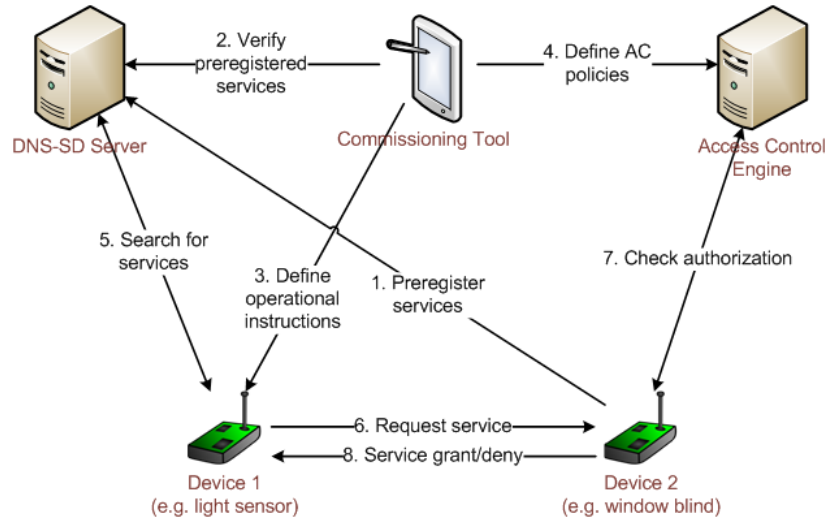 2. Verify
preregistered
services
4. Define AC
policies
DNS-SD Server
Commissioning Tool
Access Control
Engine
5. Search for
services
3. Define
operational
instructions
1. Preregister
services
7. Check authorization
6. Request service
8. Service grant/deny
Device 1
(e.g. light sensor)
Device 2
(e.g. window blind)